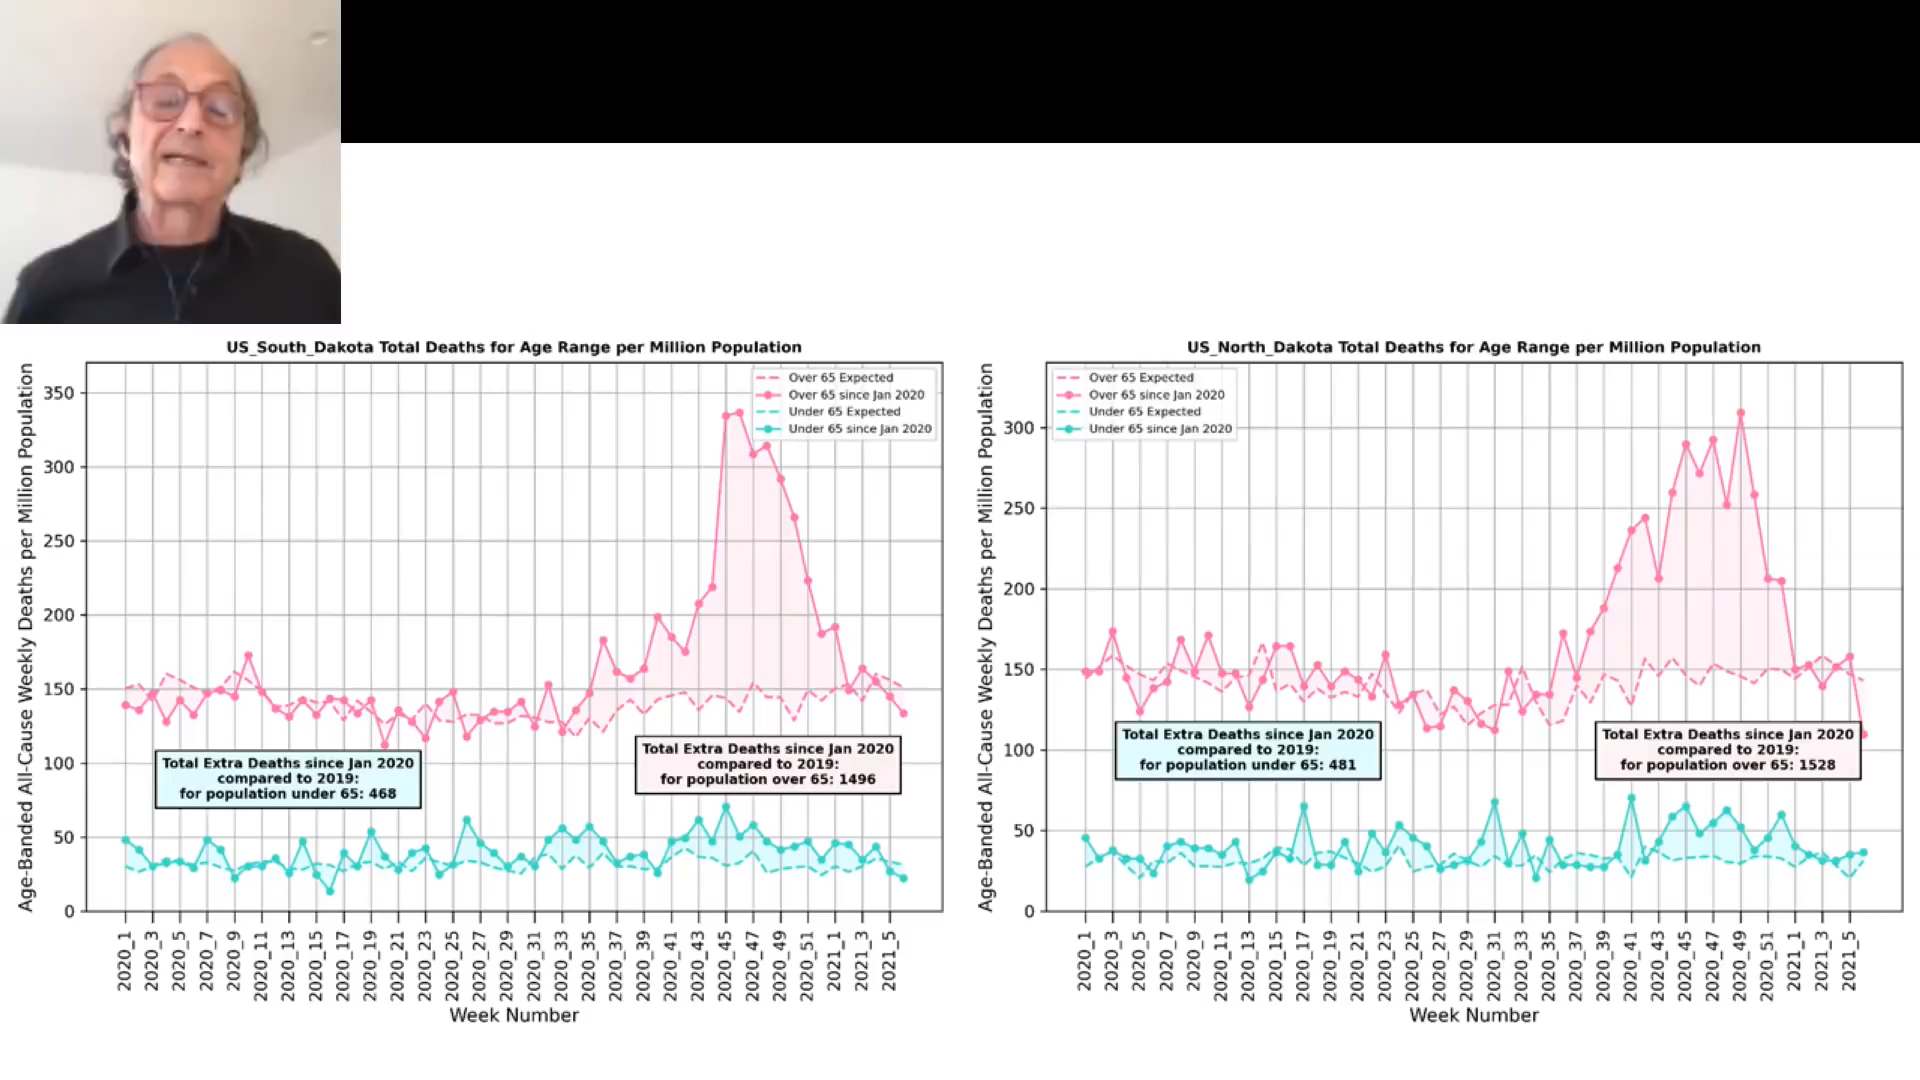 US_South_Dakota Total Deaths for Age Range per Million Population
Age-Banded All-Cause Weekly Deaths per Million Population
350
300
250
200
150
100
50
0
Over 65 Expected
Over 65 since Jan 2020
Under 65 Expected
Under 65 since Jan 2020
Total Extra Deaths since Jan 2020
compared to 2019:
for population under 65: 468
Total Extra Deaths since Jan 2020
compared to 2019:
for population over 65: 1496
2020_1
2020_3
2020_5
2020_7
2020_9
2020_11
2020_13
2020_15
2020_17
2020_19
2020_21
2020_23
2020_25
2020_27
2020_29
2020_31
2020_33
2020_35
2020_37
2020_39
2020_41
2020_43
2020_45
2020_47
2020_49
2020_51
2021_1
2021_3
2021_5
Week Number
US_North_Dakota Total Deaths for Age Range per Million Population
Age-Banded All-Cause Weekly Deaths per Million Population
300
250
200
150
100
50
0
Over 65 Expected
Over 65 since Jan 2020
Under 65 Expected
Under 65 since Jan 2020
Total Extra Deaths since Jan 2020
compared to 2019:
for population under 65: 481
Total Extra Deaths since Jan 2020
compared to 2019:
for population over 65: 1528
2020_1
2020_3
2020_5
2020_7
2020_9
2020_11
2020_13
2020_15
2020_17
2020_19
2020_21
2020_23
2020_25
2020_27
2020_29
2020_31
2020_33
2020_35
2020_37
2020_39
2020_41
2020_43
2020_45
2020_47
2020_49
2020_51
2021_1
2021_3
2021_5
Week Number